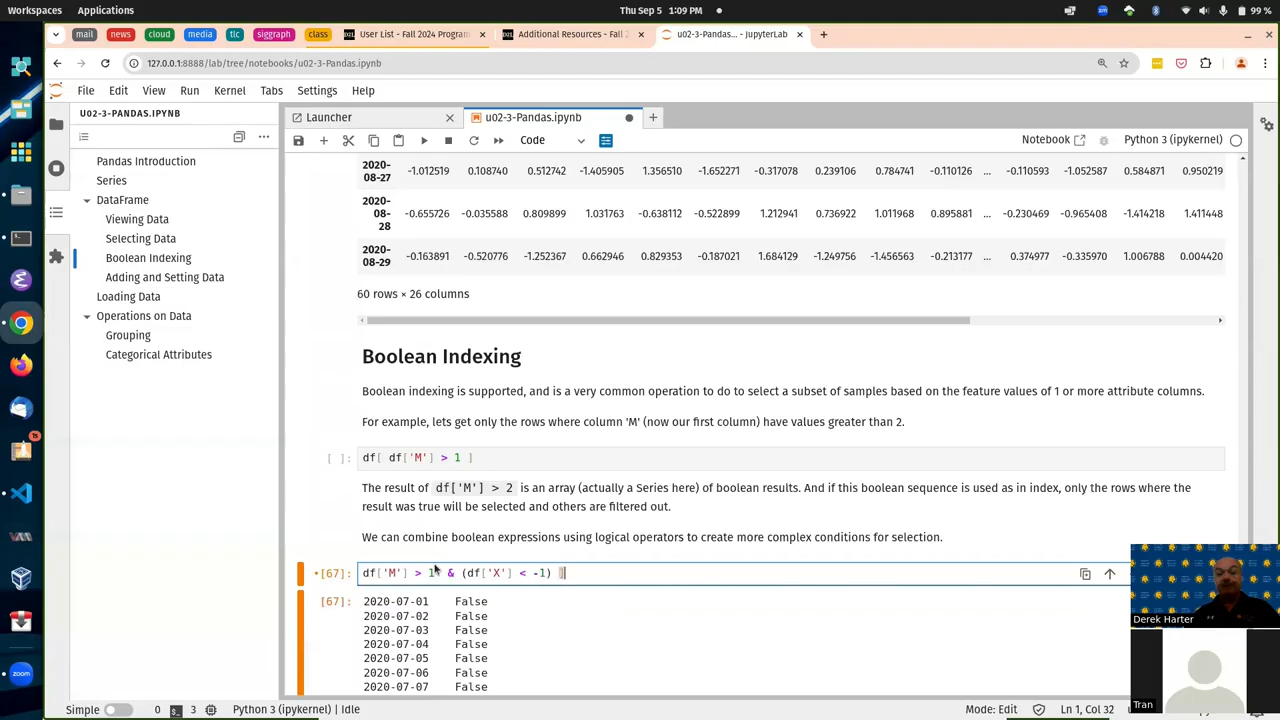 Workspaces Applications Thu Sep 5 1:09 PM 99 %
mail news cloud media tlc siggraph class User List - Fall 2024 Program Additional Resources - Fall 2 u02-3-Pandas... - JupyterLab
127.0.0.1:8888/lab/tree/notebooks/u02-3-Pandas.ipynb
File Edit View Run Kernel Tabs Settings Help
U02-3-PANDAS.IPYNB Launcher u02-3-Pandas.ipynb
Code Notebook Python 3 (ipykernel)
Pandas Introduction
Series
DataFrame
Viewing Data
Selecting Data
Boolean Indexing
Adding and Setting Data
Loading Data
Operations on Data
Grouping
Categorical Attributes
2020-
08-27 -1.012519 0.108740 0.512742 -1.405905 1.356510 -1.652271 -0.317078 0.239106 0.784741 -0.110126 ... -0.110593 -1.052587 0.584871 0.950219
2020-
08-
28 -0.655726 -0.035588 0.809899 1.031763 -0.638112 -0.522899 1.212941 0.736922 1.011968 0.895881 ... -0.230469 -0.965408 -1.414218 1.411448
2020-
08-29 -0.163891 -0.520776 -1.252367 0.662946 0.829353 -0.187021 1.684129 -1.249756 -1.456563 -0.213177 ... 0.374977 -0.335970 1.006788 0.004420
60 rows × 26 columns
Boolean Indexing
Boolean indexing is supported, and is a very common operation to do to select a subset of samples based on the feature values of 1 or more attribute columns.
For example, lets get only the rows where column 'M' (now our first column) have values greater than 2.
[ ]: df[ df['M'] > 1 ]
The result of df['M'] > 2 is an array (actually a Series here) of boolean results. And if this boolean sequence is used as in index, only the rows where the
result was true will be selected and others are filtered out.
We can combine boolean expressions using logical operators to create more complex conditions for selection.
[67]: df['M'] > 1 & (df['X'] < -1)
[67]: 2020-07-01 False
2020-07-02 False
2020-07-03 False
2020-07-04 False
2020-07-05 False
2020-07-06 False
2020-07-07 False
Derek Harter
Tran
Simple 0 3 Python 3 (ipykernel) | Idle Mode: Edit Ln 1, Col 32